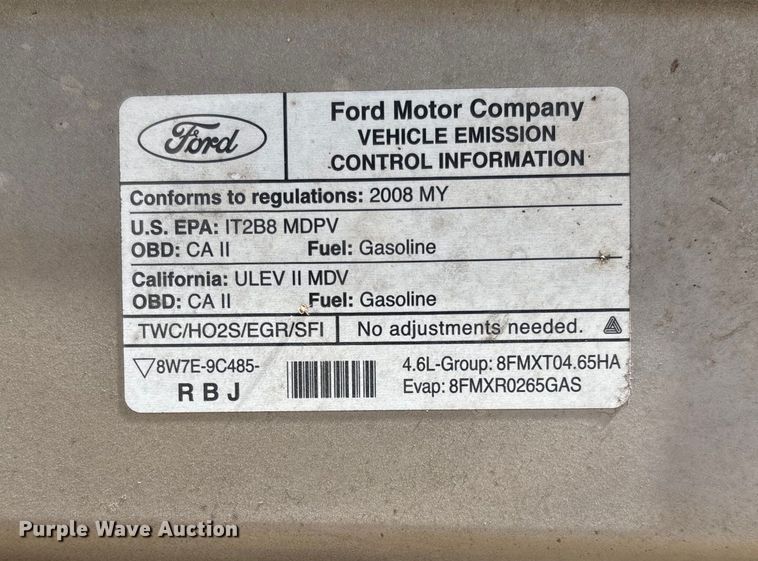 Ford
Ford Motor Company
VEHICLE EMISSION
CONTROL INFORMATION
Conforms to regulations: 2008 MY
U.S. EPA: IT2B8 MDPV
OBD: CA II Fuel: Gasoline
California: ULEV II MDV
OBD: CA II Fuel: Gasoline
TWC/HO2S/EGR/SFI No adjustments needed.
8W7E-9C485-
R B J
4.6L-Group: 8FMXT04.65HA
Evap: 8FMXR0265GAS
Purple Wave Auction